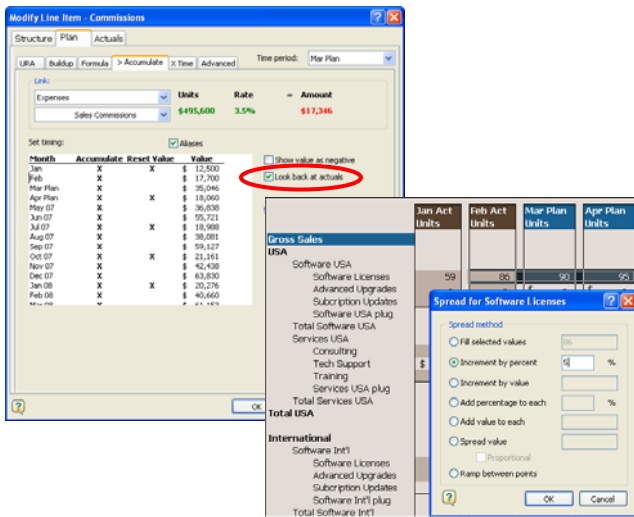 Modify Line Item - Commissions
Structure Plan Actuals
URA Buildup Formula > Accumulate X Time Advanced Time period: Mar Plan
Link:
Expenses Units Rate = Amount
Sales Commissions $495,600 3.5% $17,346
Set timing: Aliases
Month Accumulate Reset Value Value
Jan X X $ 12,500
Feb X $ 17,700
Mar Plan X $ 35,046
Apr Plan X X $ 18,060
May 07 X $ 36,838
Jun 07 X $ 55,721
Jul 07 X X $ 18,988
Aug 07 X $ 38,081
Sep 07 X $ 59,127
Oct 07 X X $ 21,161
Nov 07 X $ 42,438
Dec 07 X $ 63,830
Jan 08 X X $ 20,276
Feb 08 X $ 40,660
Mar 08 X $ 61,153
Show value as negative
Look back at actuals
OK
Jan Act Feb Act Mar Plan Apr Plan
Units Units Units Units
Gross Sales
USA
Software USA
Software Licenses 59 86 90 95
Advanced Upgrades
Subcription Updates
Software USA plug
Total Software USA
Services USA
Consulting
Tech Support $
Training
Services USA plug
Total Services USA
Total USA
International
Software Int'l
Software Licenses
Advanced Upgrades
Subcription Updates
Software Int'l plug
Total Software Int'l
Spread for Software Licenses
Spread method
Fill selected values 86
Increment by percent 5 %
Increment by value
Add percentage to each %
Add value to each
Spread value
Proportional
Ramp between points
OK Cancel